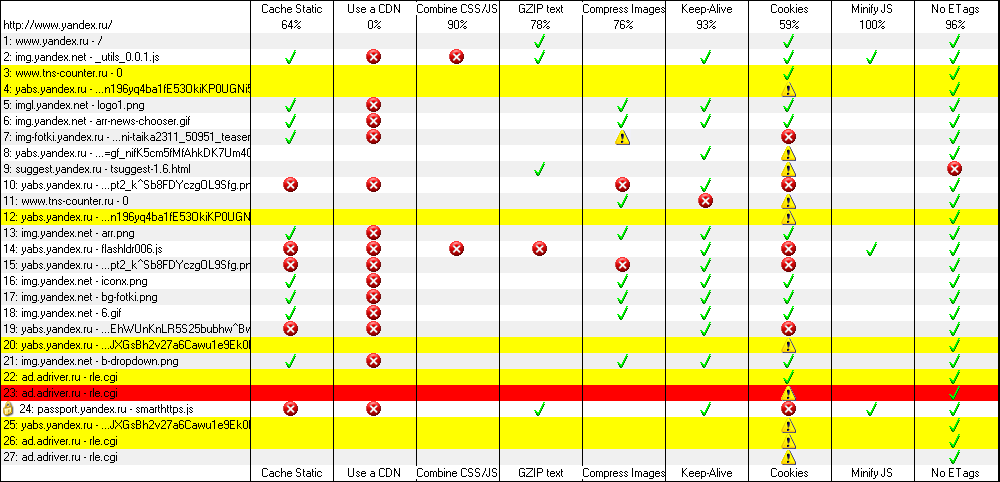 Cache Static Use a CDN Combine CSS/JS GZIP text Compress Images Keep-Alive Cookies Minify JS No ETags
http://www.yandex.ru/ 64% 0% 90% 78% 76% 93% 59% 100% 96%
1: www.yandex.ru - /
2: img.yandex.net - _utils_0.0.1.js
3: www.tns-counter.ru - 0
4: yabs.yandex.ru - ...n196yq4ba1fE53OkiKP0UGNi5
5: imgl.yandex.net - logo1.png
6: img.yandex.net - arr-news-chooser.gif
7: img-fotki.yandex.ru - ...ni-taika2311_50951_teaser
8: yabs.yandex.ru - ...=gf_nifK5cm5fMfAhkDK7Um4O
9: suggest.yandex.ru - tsuggest-1.6.html
10: yabs.yandex.ru - ...pt2_k^Sb8FDYczgOL9Sfg.pr
11: www.tns-counter.ru - 0
12: yabs.yandex.ru - ...n196yq4ba1fE53OkiKP0UGN
13: img.yandex.net - arr.png
14: yabs.yandex.ru - flashldr006.js
15: yabs.yandex.ru - ...pt2_k^Sb8FDYczgOL9Sfg.pr
16: img.yandex.net - iconx.png
17: img.yandex.net - bg-fotki.png
18: img.yandex.net - 6.gif
19: yabs.yandex.ru - ...EhWUnKnLR5S25bubhw^Bv
20: yabs.yandex.ru - ...JXGsBh2v27a6Cawu1e9Ek0
21: img.yandex.net - b-dropdown.png
22: ad.adriver.ru - rle.cgi
23: ad.adriver.ru - rle.cgi
24: passport.yandex.ru - smarthttps.js
25: yabs.yandex.ru - ...JXGsBh2v27a6Cawu1e9Ek0
26: ad.adriver.ru - rle.cgi
27: ad.adriver.ru - rle.cgi
Cache Static Use a CDN Combine CSS/JS GZIP text Compress Images Keep-Alive Cookies Minify JS No ETags